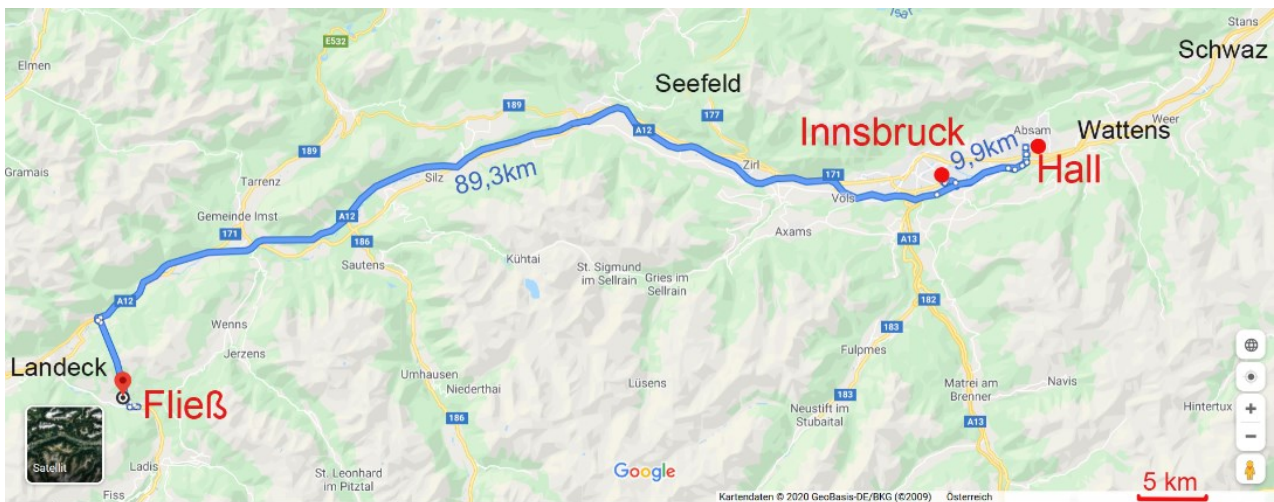 Isar
Stans
E532
Schwaz
Elmen
Seefeld
189
A12
177
Innsbruck
Absam
Wattens
Weer
9,9km
Hall
189
Gramais
Tarrenz
Silz
89,3km
Zirl
171
Völs
Gemeinde Imst
A12
171
186
Axams
A13
Sautens
Kühtai
St. Sigmund
im Sellrain
Gries im
Sellrain
A12
182
Wenns
183
Landeck
Jerzens
Fulpmes
Umhausen
Niederthai
Lüsens
Matrei am
Brenner
Navis
Fließ
183
Neustift im
Stubaital
Hintertux
186
A13
Satellit
Ladis
St. Leonhard
im Pitztal
Google
5 km
Fiss
Kartendaten © 2020 GeoBasis-DE/BKG (©2009)
Österreich